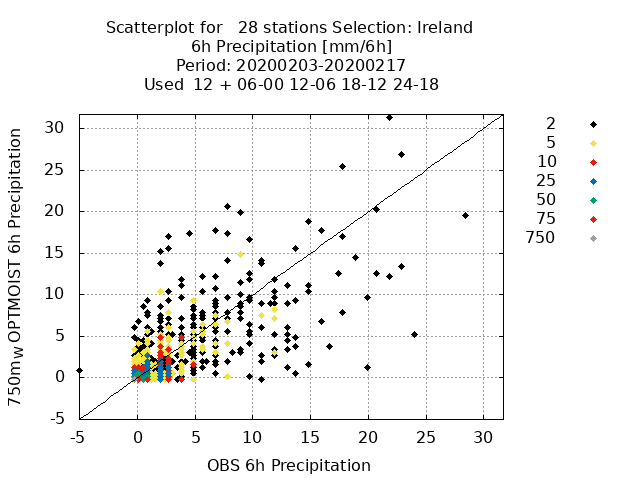 Scatterplot for   28 stations Selection: Ireland
6h Precipitation [mm/6h]
Period: 20200203-20200217
Used  12 + 06-00 12-06 18-12 24-18
750mW OPTMOIST 6h Precipitation
30
25
20
15
10
5
0
-5
-5 0 5 10 15 20 25 30
OBS 6h Precipitation
2
5
10
25
50
75
750